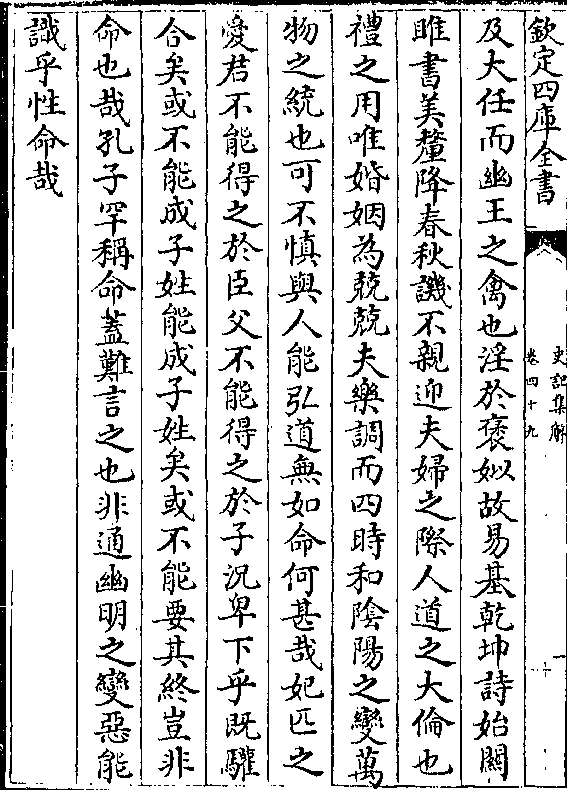 欽定四庫全書
史記集解
卷四十九
一
及大任而幽王之禽也淫於襃姒故易基乾坤詩始關
雎書美釐降春秋譏不親迎夫婦之際人道之大倫也
禮之用唯婚姻為兢兢夫樂調而四時和陰陽之變萬
物之統也可不慎與人能弘道無如命何甚哉妃匹之
愛君不能得之於臣父不能得之於子況卑下乎既驩
合矣或不能成子姓能成子姓矣或不能要其終豈非
命也哉孔子罕稱命蓋難言之也非通幽明之變惡能
識乎性命哉